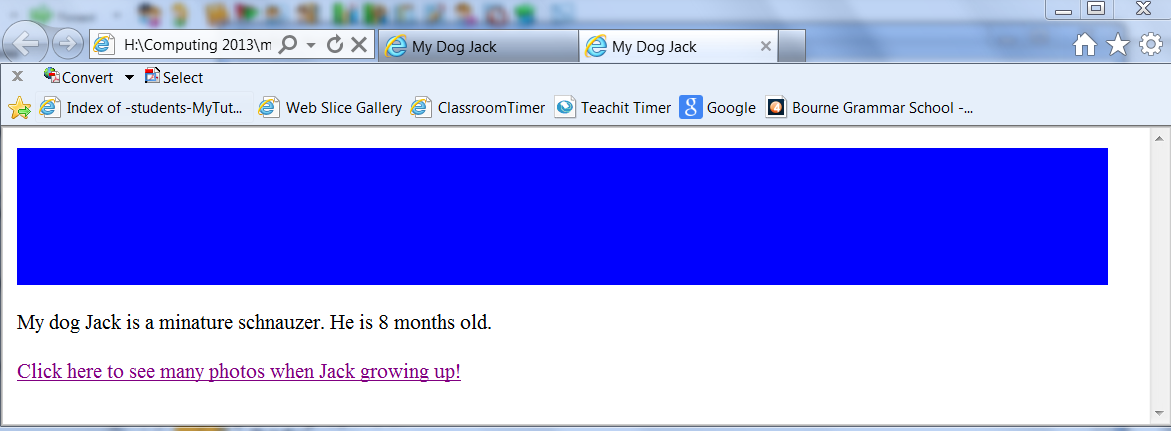 H:\Computing 2013\m
My Dog Jack
My Dog Jack
Convert
Select
Index of -students-MyTut...
Web Slice Gallery
ClassroomTimer
Teachit Timer
Google
Bourne Grammar School -...
My dog Jack is a minature schnauzer. He is 8 months old.
Click here to see many photos when Jack growing up!